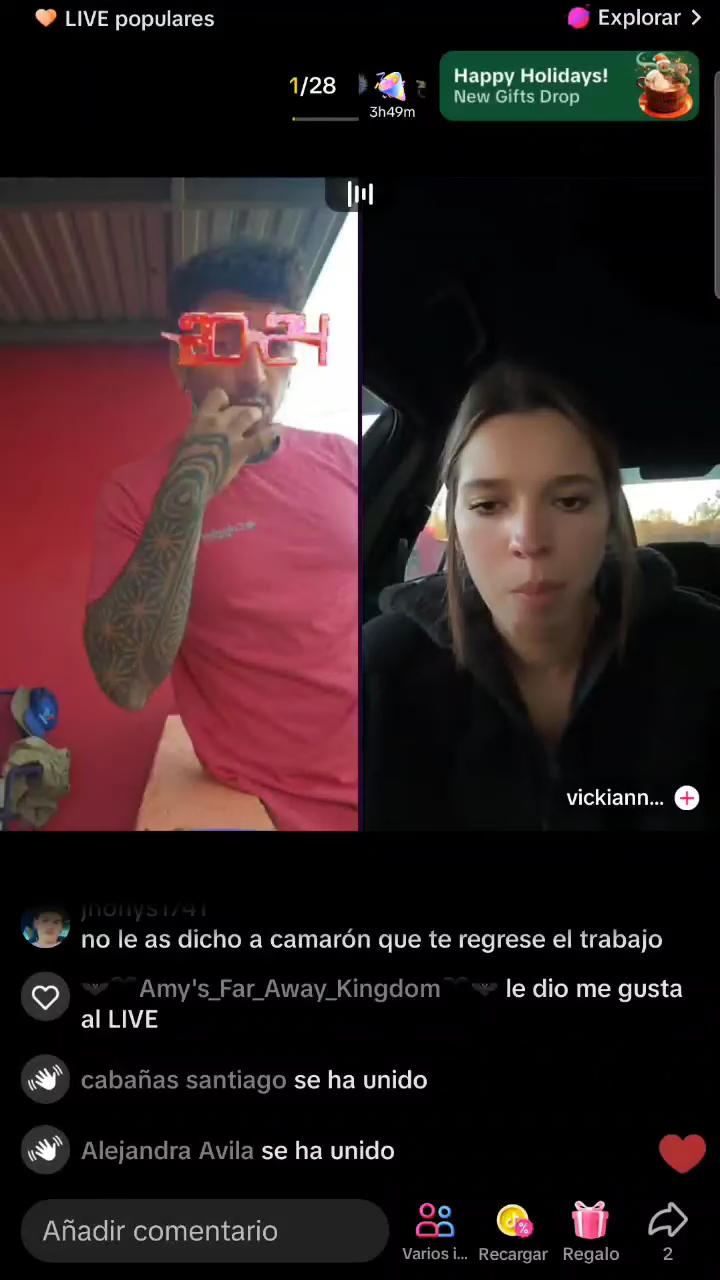 LIVE populares
Explorar
1/28
3h49m
Happy Holidays!
New Gifts Drop
2024
vickiann...
jhonys1741
no le as dicho a camarón que te regrese el trabajo
Amy's_Far_Away_Kingdom le dio me gusta
al LIVE
cabañas santiago se ha unido
Alejandra Avila se ha unido
Añadir comentario
Varios i...
Recargar
Regalo
2